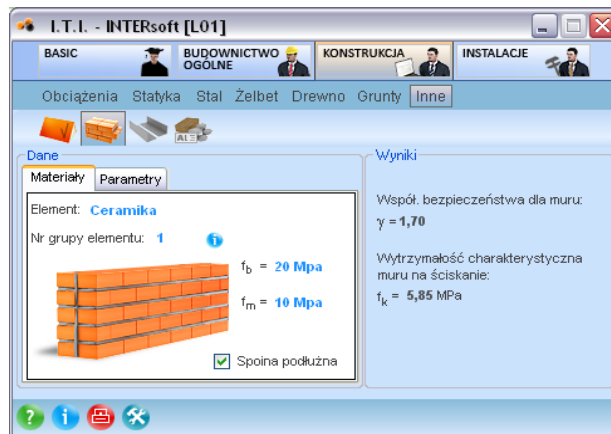 I.T.I. - INTERsoft [L01]
BASIC
BUDOWNICTWO
OGÓLNE
KONSTRUKCJA
INSTALACJE
Obciążenia Statyka Stal Żelbet Drewno Grunty Inne
ALE
Dane
Materiały Parametry
Element: Ceramika
Nr grupy elementu: 1
fb = 20 Mpa
fm = 10 Mpa
Spoina podłużna
Wyniki
Współ. bezpieczeństwa dla muru:
γ = 1,70
Wytrzymałość charakterystyczna
muru na ściskanie:
fk = 5,85 MPa